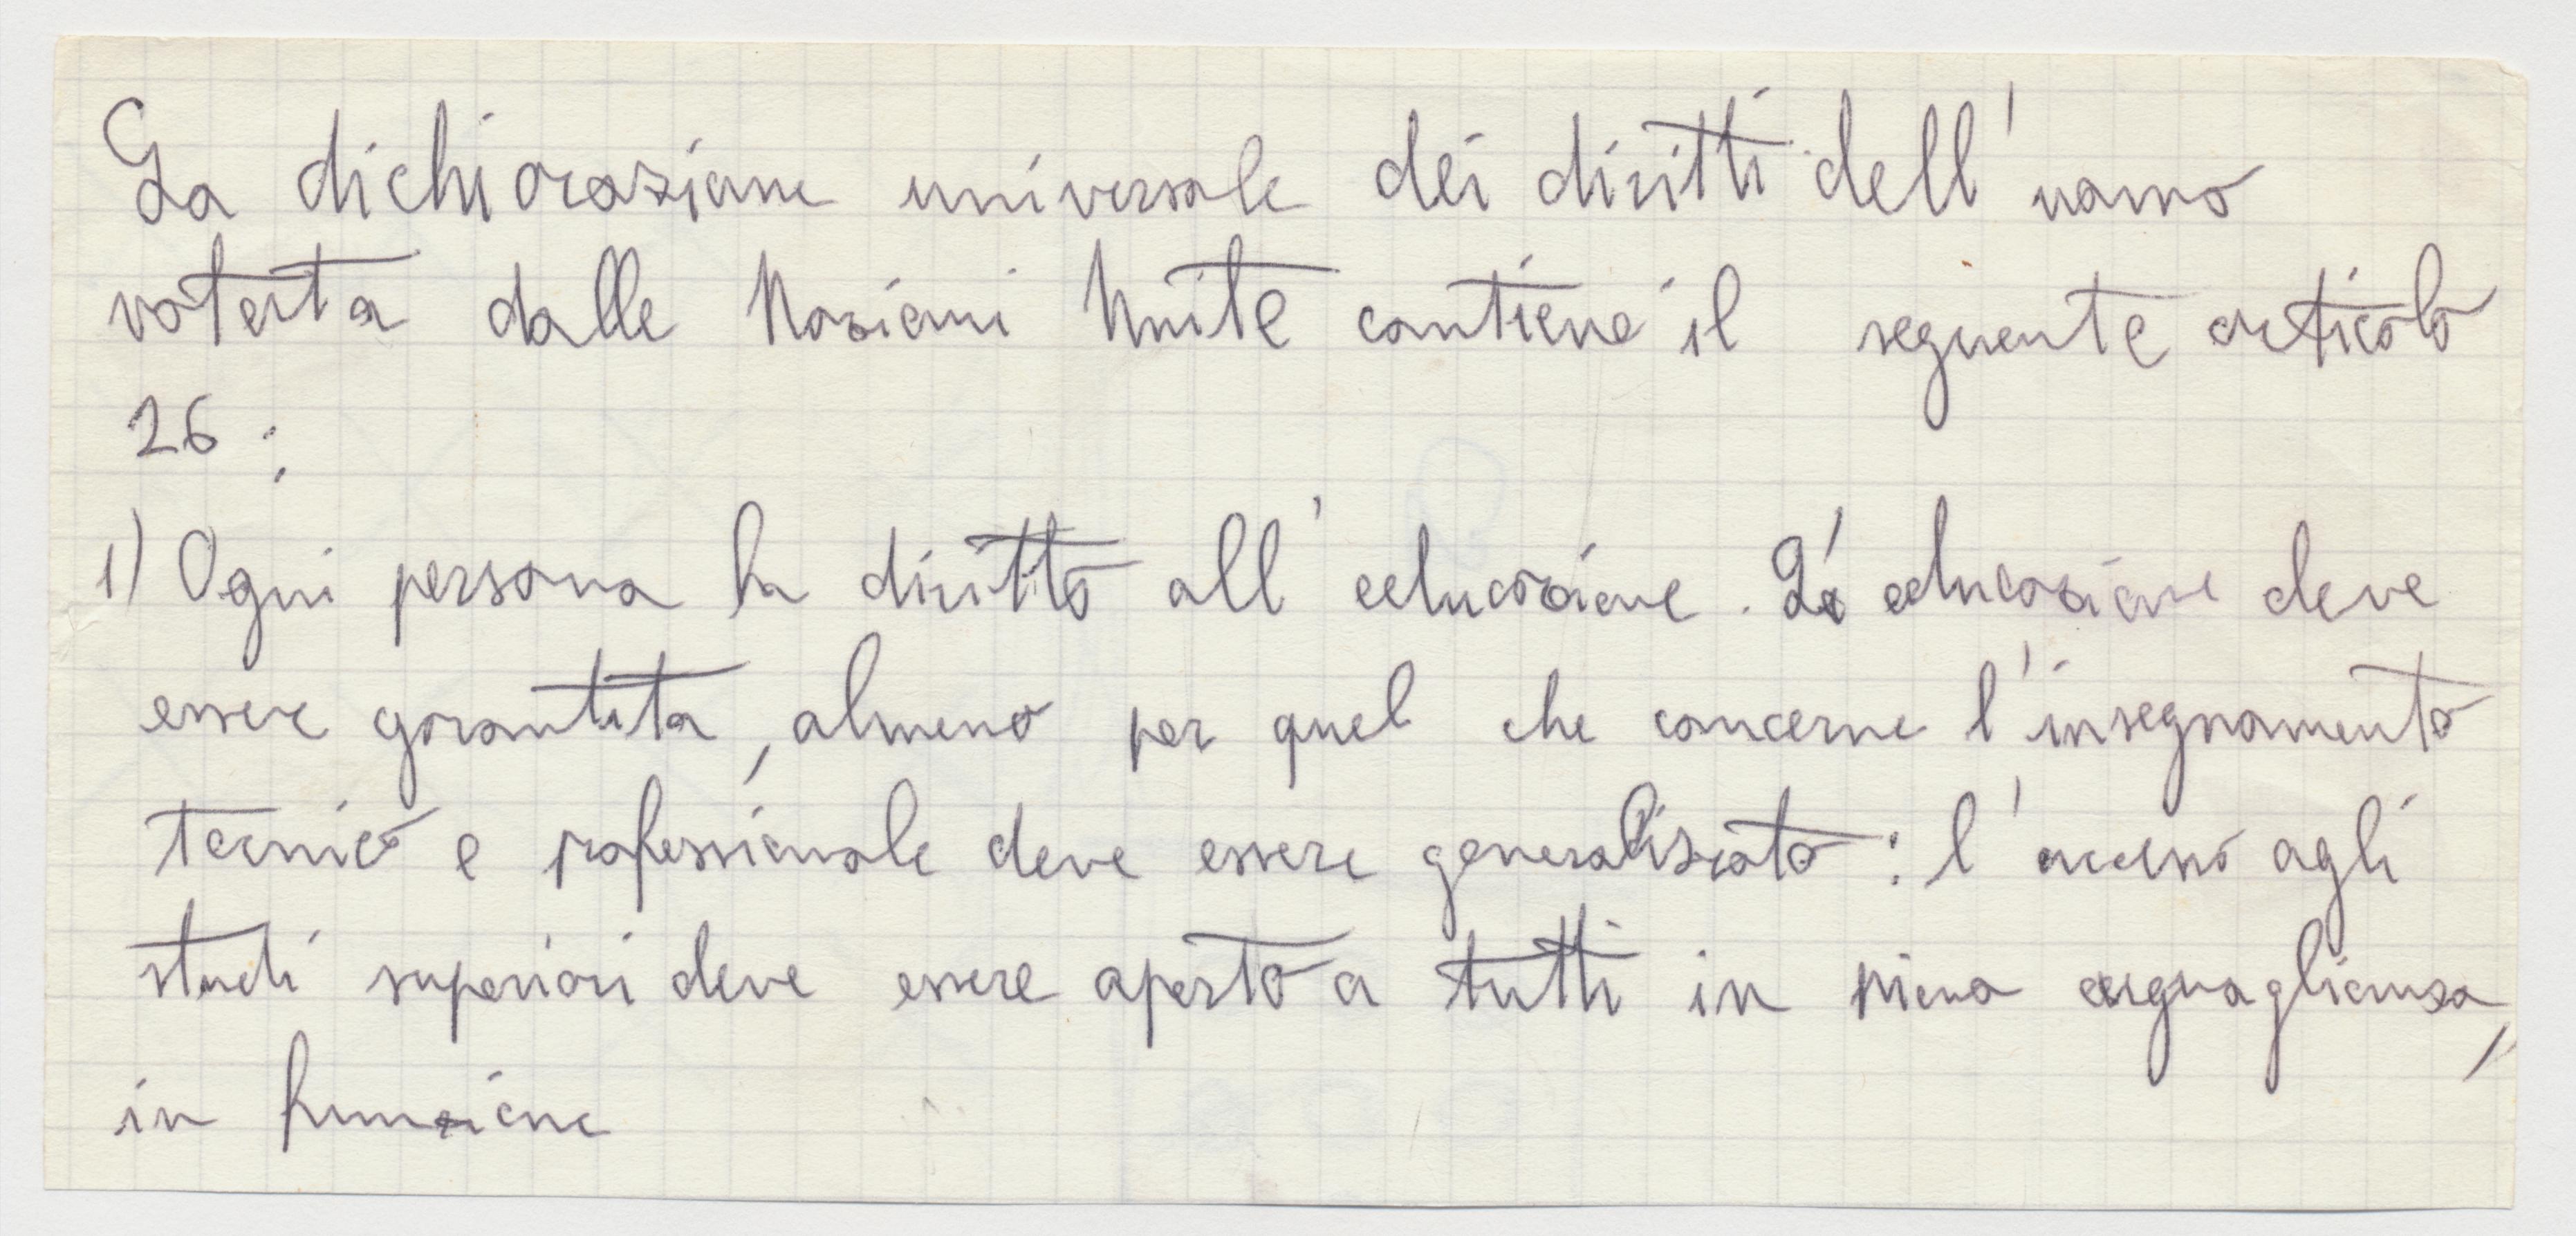 La dichiarazione universale dei diritti dell'uomo
votata dalle Nazioni Unite contiene il seguente articolo
26:
1) Ogni persona ha diritto all'educazione. L'educazione deve
essere garantita, almeno per quel che concerne l'insegnamento
tecnico e professionale deve essere generalizzato: l'accesso agli
studi superiori deve essere aperto a tutti in piena eguaglianza,
in funzione